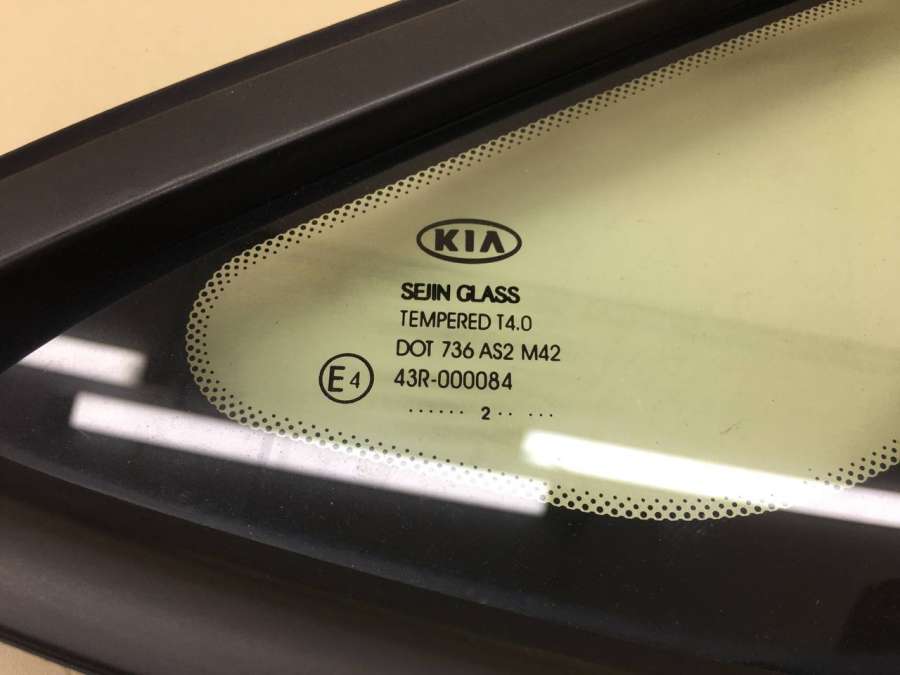 KIA
SEJIN GLASS
TEMPERED T4.0
DOT 736 AS2 M42
E4 43R-000084
······ 2 ·· ···